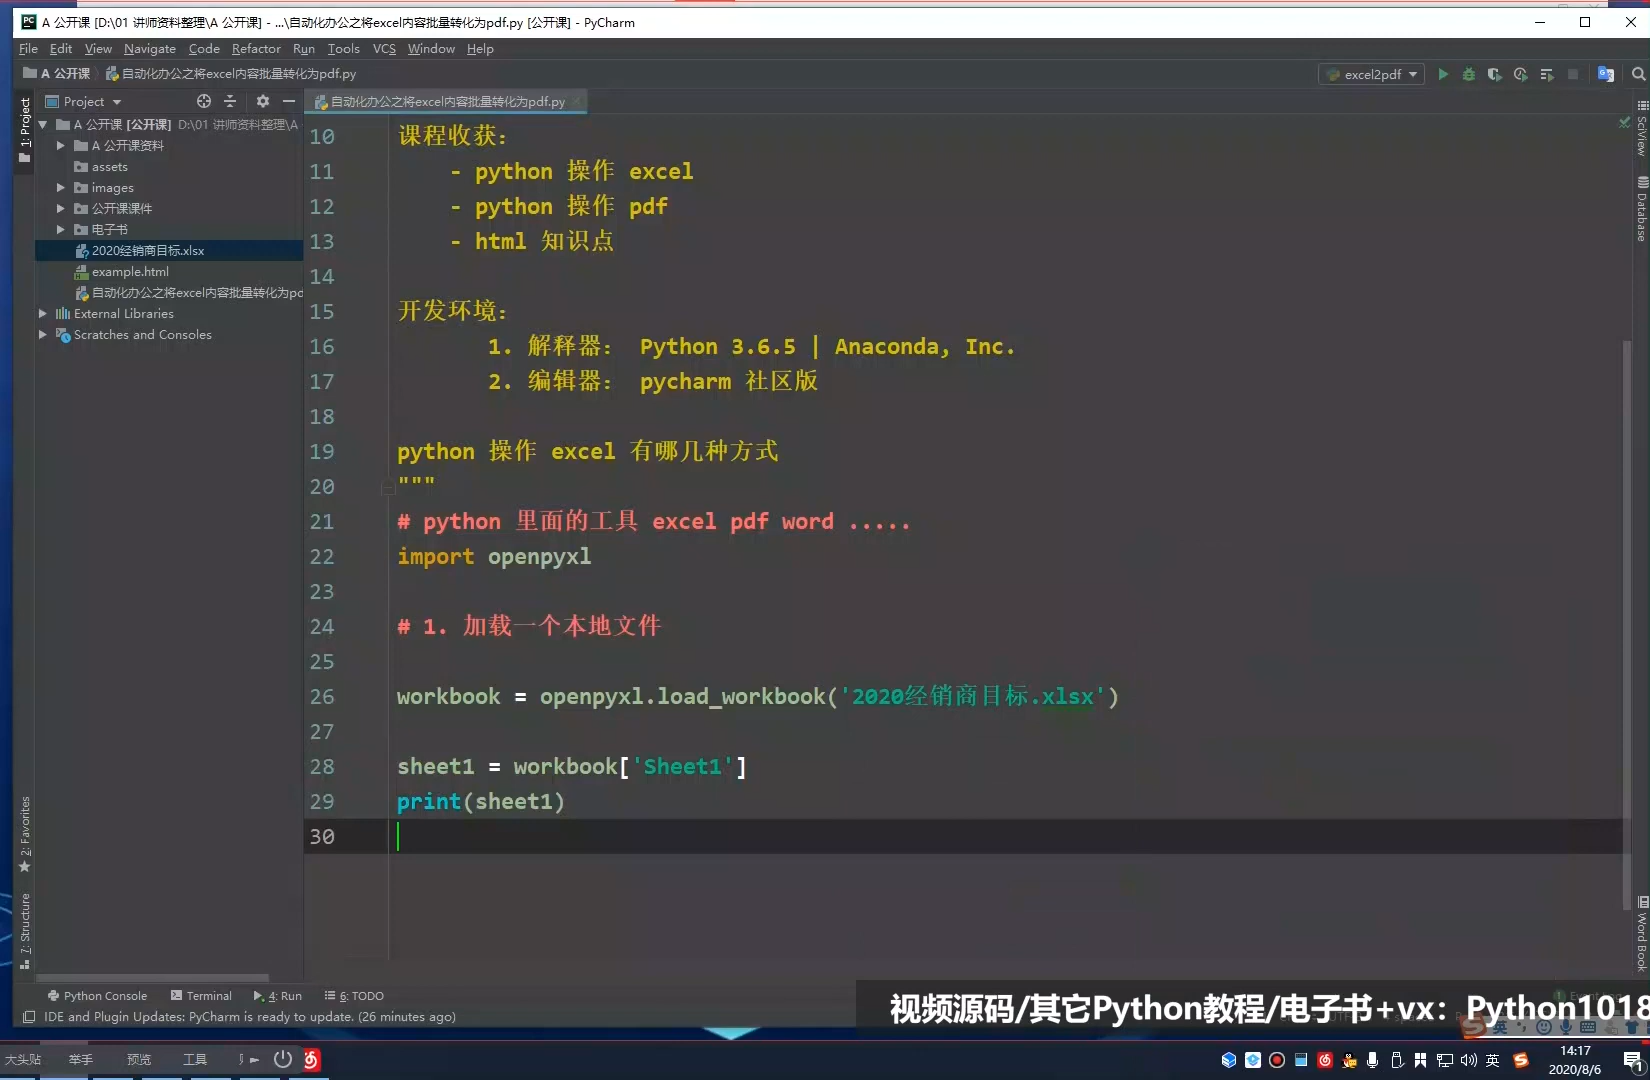 A 公开课 [D:\01 讲师资料整理\A 公开课] - ...\自动化办公之将excel内容批量转化为pdf.py [公开课] - PyCharm
File Edit View Navigate Code Refactor Run Tools VCS Window Help
A 公开课 自动化办公之将excel内容批量转化为pdf.py
excel2pdf
1: Project
Project
自动化办公之将excel内容批量转化为pdf.py
A 公开课 [公开课] D:\01 讲师资料整理\A
A 公开课资料
assets
images
公开课课件
电子书
2020经销商目标.xlsx
example.html
自动化办公之将excel内容批量转化为pd
External Libraries
Scratches and Consoles
10 课程收获：
11 - python 操作 excel
12 - python 操作 pdf
13 - html 知识点
14
15 开发环境：
16 1. 解释器： Python 3.6.5 | Anaconda, Inc.
17 2. 编辑器： pycharm 社区版
18
19 python 操作 excel 有哪几种方式
20 """
21 # python 里面的工具 excel pdf word .....
22 import openpyxl
23
24 # 1. 加载一个本地文件
25
26 workbook = openpyxl.load_workbook('2020经销商目标.xlsx')
27
28 sheet1 = workbook['Sheet1']
29 print(sheet1)
30
SciView
Database
Word Book
2: Favorites
7: Structure
Python Console Terminal 4: Run 6: TODO
IDE and Plugin Updates: PyCharm is ready to update. (26 minutes ago)
视频源码/其它Python教程/电子书+vx：Python1018
英
大头贴 举手 预览 工具
英
14:17
2020/8/6
1